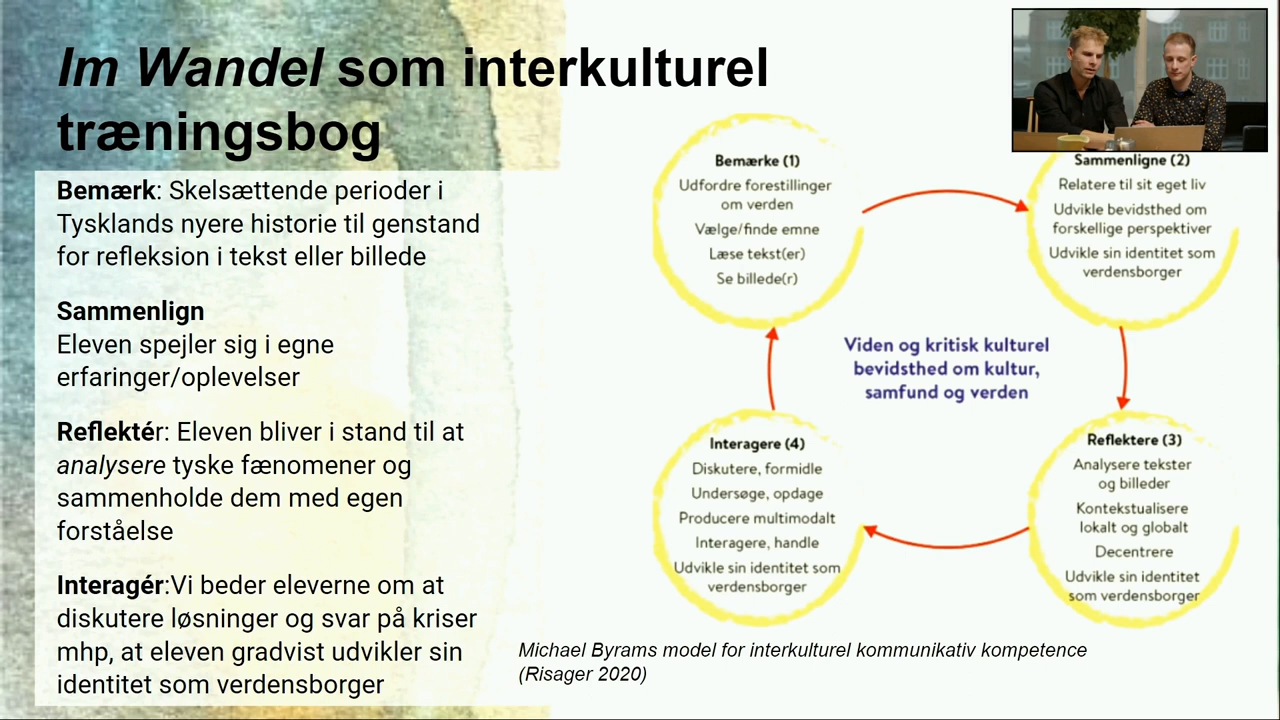 Im Wandel som interkulturel
træningsbog
Bemærk: Skelsættende perioder i
Tysklands nyere historie til genstand
for refleksion i tekst eller billede
Sammenlign
Eleven spejler sig i egne
erfaringer/oplevelser
Reflektér: Eleven bliver i stand til at
analysere tyske fænomener og
sammenholde dem med egen
forståelse
Interagér:Vi beder eleverne om at
diskutere løsninger og svar på kriser
mhp, at eleven gradvist udvikler sin
identitet som verdensborger
Bemærke (1)
Udfordre forestillinger
om verden
Vælge/finde emne
Læse tekst(er)
Se billede(r)
Sammenligne (2)
Relatere til sit eget liv
Udvikle bevidsthed om
forskellige perspektiver
Udvikle sin identitet som
verdensborger
Viden og kritisk kulturel
bevidsthed om kultur,
samfund og verden
Interagere (4)
Diskutere, formidle
Undersøge, opdage
Producere multimodalt
Interagere, handle
Udvikle sin identitet som
verdensborger
Reflektere (3)
Analysere tekster
og billeder
Kontekstualisere
lokalt og globalt
Decentrere
Udvikle sin identitet
som verdensborger
Michael Byrams model for interkulturel kommunikativ kompetence
(Risager 2020)